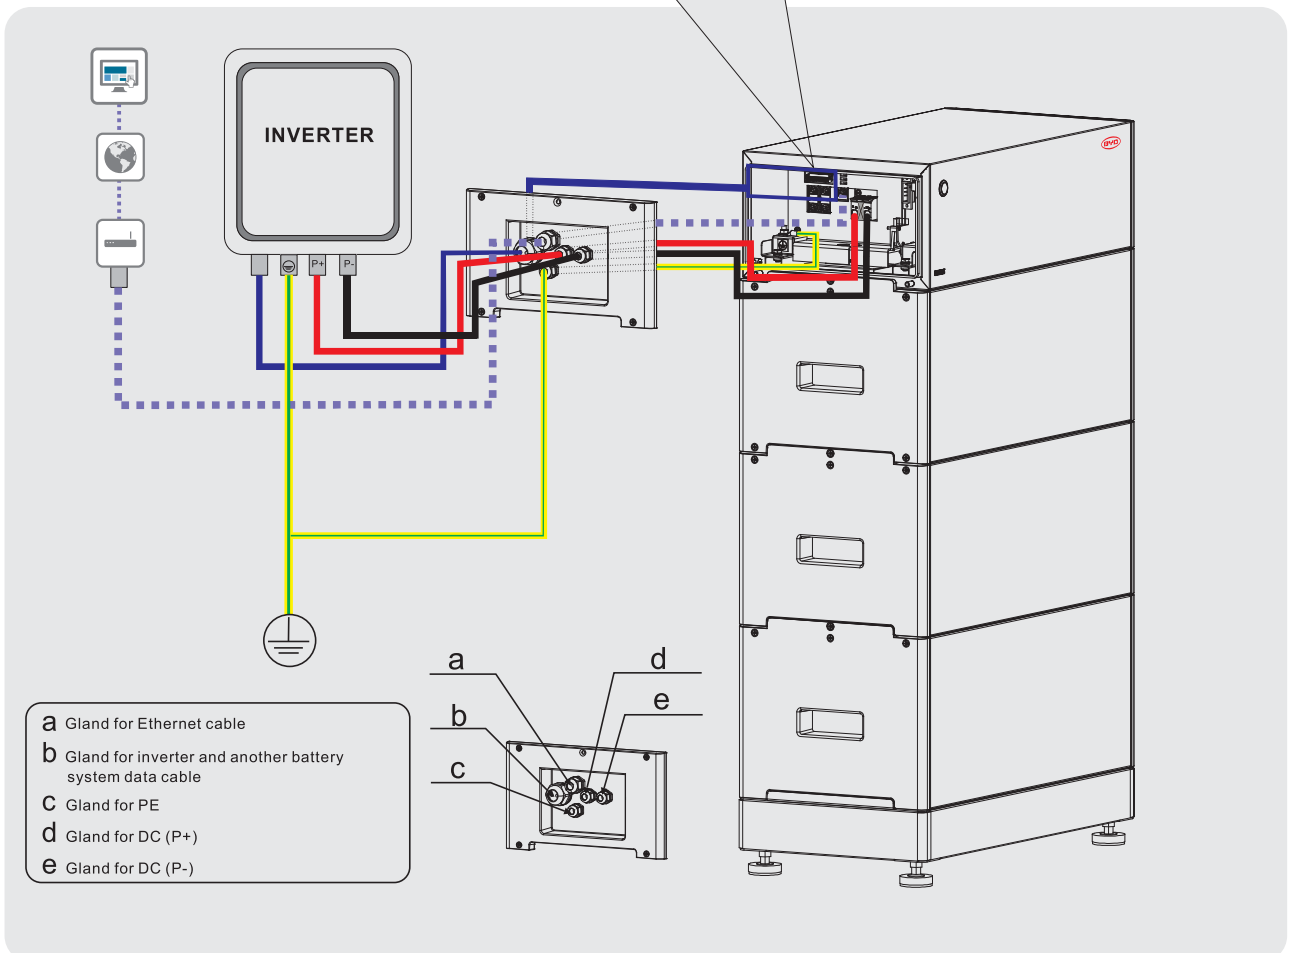 INVERTER
BYD
P+
P-
a
d
b
e
c
a Gland for Ethernet cable
b Gland for inverter and another battery
system data cable
c Gland for PE
d Gland for DC (P+)
e Gland for DC (P-)